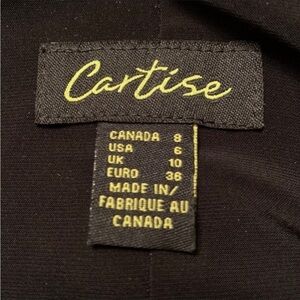 Cartise
CANADA 8
USA 6
UK 10
EURO 36
MADE IN/
FABRIQUE AU
CANADA